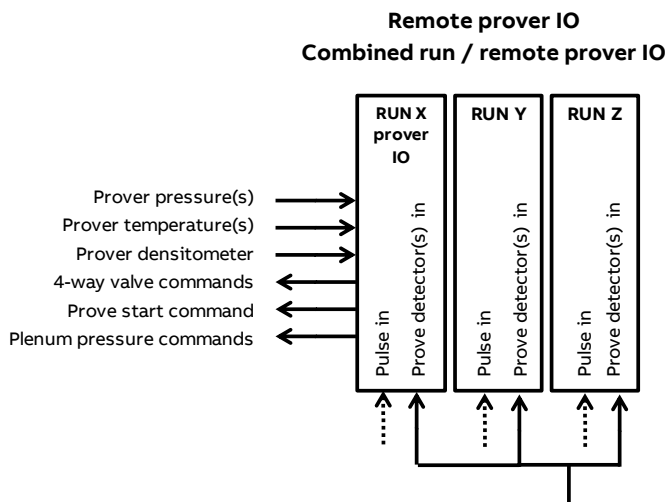 Remote prover IO
Combined run / remote prover IO
RUN X
prover
IO
RUN Y
RUN Z
Prover pressure(s)
Prover temperature(s)
Prover densitometer
4-way valve commands
Prove start command
Plenum pressure commands
Pulse in
Prove detector(s) in
Pulse in
Prove detector(s) in
Pulse in
Prove detector(s) in